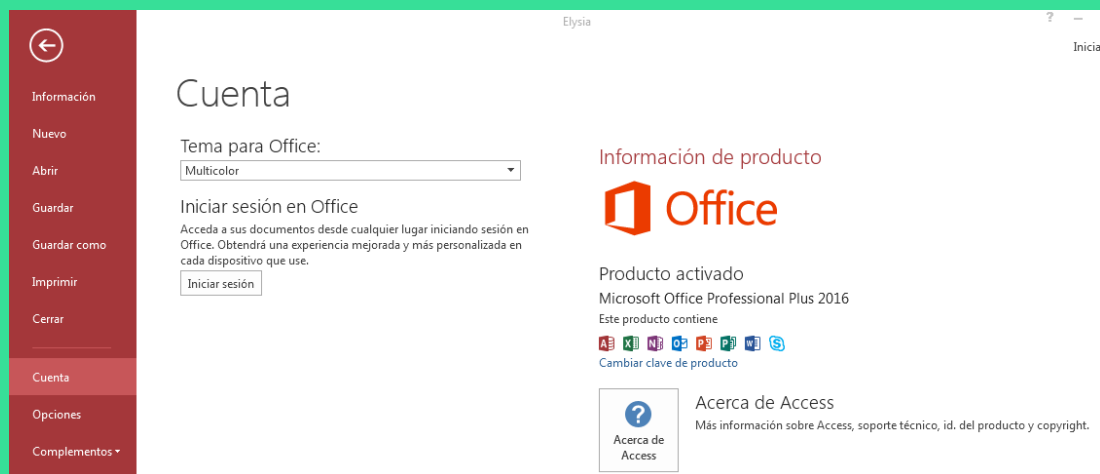 Elysia
?
Inicia
Información
Nuevo
Abrir
Guardar
Guardar como
Imprimir
Cerrar
Cuenta
Opciones
Complementos
Cuenta
Tema para Office:
Multicolor
Iniciar sesión en Office
Acceda a sus documentos desde cualquier lugar iniciando sesión en
Office. Obtendrá una experiencia mejorada y más personalizada en
cada dispositivo que use.
Iniciar sesión
Información de producto
Office
Producto activado
Microsoft Office Professional Plus 2016
Este producto contiene
Cambiar clave de producto
?
Acerca de
Access
Acerca de Access
Más información sobre Access, soporte técnico, id. del producto y copyright.